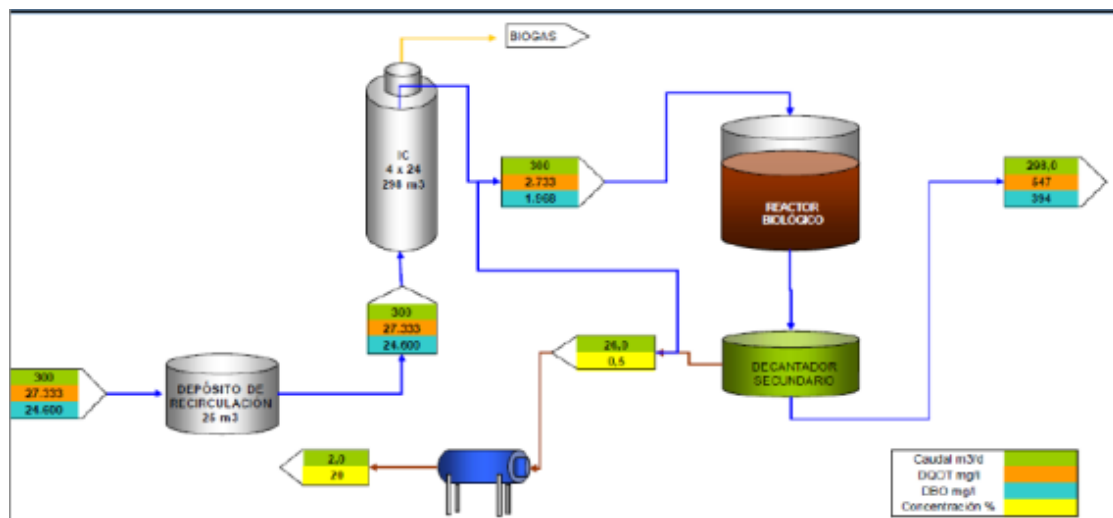 BIOGAS
IC
4 x 24
298 m3
300
2.733
1.968
REACTOR
BIOLÓGICO
298,0
547
394
300
27.333
24.600
26,0
0,5
DECANTADOR
SECUNDARIO
300
27.333
24.600
DEPÓSITO DE
RECIRCULACIÓN
25 m3
2,0
20
Caudal m3/d
DQOT mg/l
DBO mg/l
Concentración %